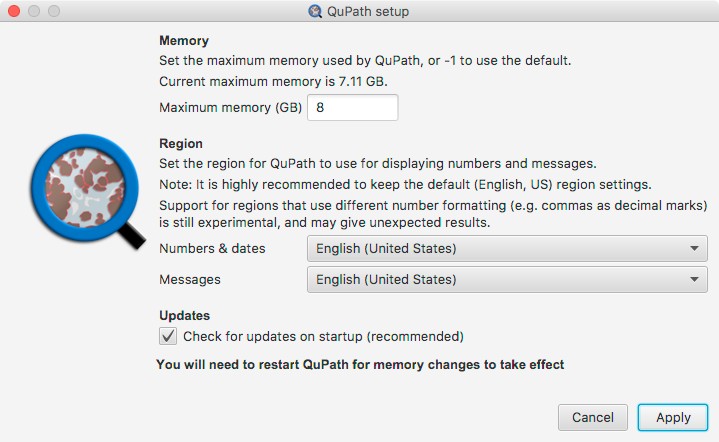 QuPath setup
Memory
Set the maximum memory used by QuPath, or -1 to use the default.
Current maximum memory is 7.11 GB.
Maximum memory (GB) 8
Region
Set the region for QuPath to use for displaying numbers and messages.
Note: It is highly recommended to keep the default (English, US) region settings.
Support for regions that use different number formatting (e.g. commas as decimal marks)
is still experimental, and may give unexpected results.
Numbers & dates English (United States)
Messages English (United States)
Updates
Check for updates on startup (recommended)
You will need to restart QuPath for memory changes to take effect
Cancel Apply